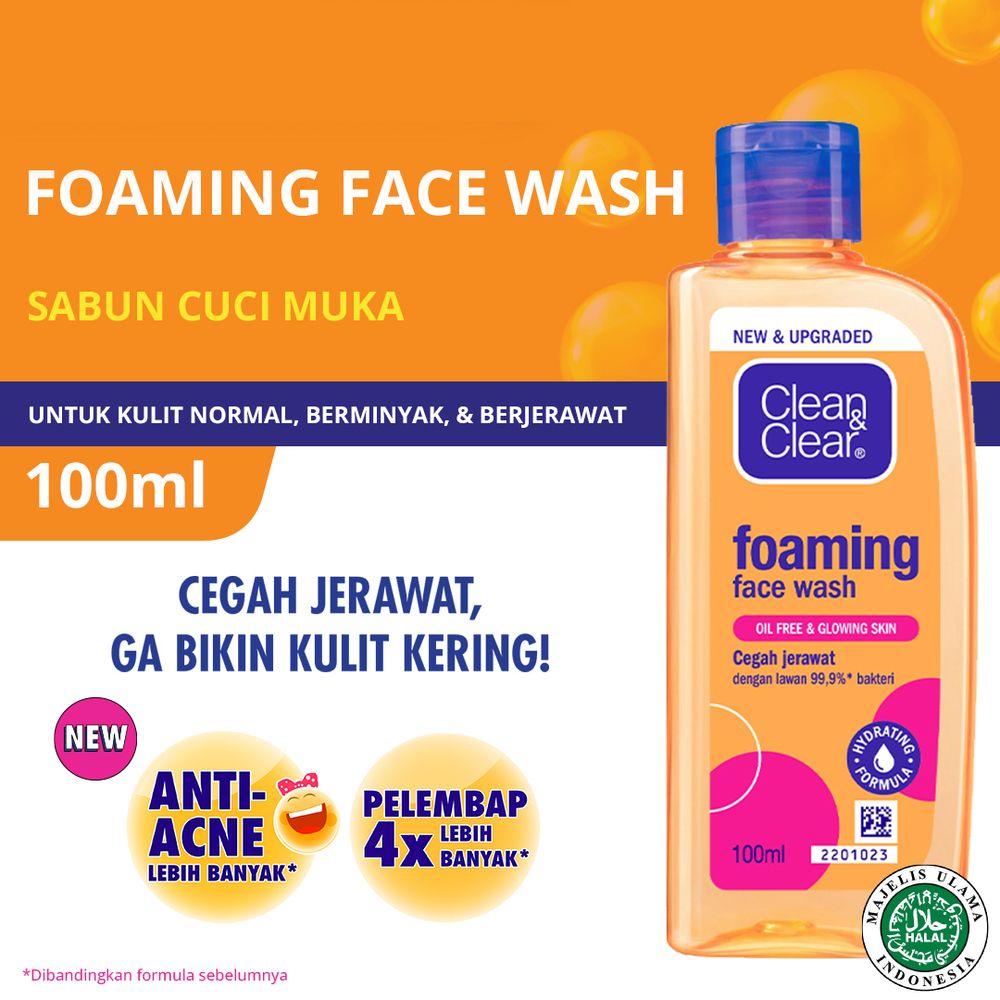 FOAMING FACE WASH
SABUN CUCI MUKA
UNTUK KULIT NORMAL, BERMINYAK, & BERJERAWAT
100ml
CEGAH JERAWAT,
GA BIKIN KULIT KERING!
NEW
ANTI-
ACNE
LEBIH BANYAK*
PELEMBAP
4x LEBIH
BANYAK*
*Dibandingkan formula sebelumnya
NEW & UPGRADED
Clean
&
Clear®
foaming
face wash
OIL FREE & GLOWING SKIN
Cegah jerawat
dengan lawan 99,9%* bakteri
HYDRATING
FORMULA
100ml
2201023
MAJELIS ULAMA
حلال
HALAL
INDONESIA